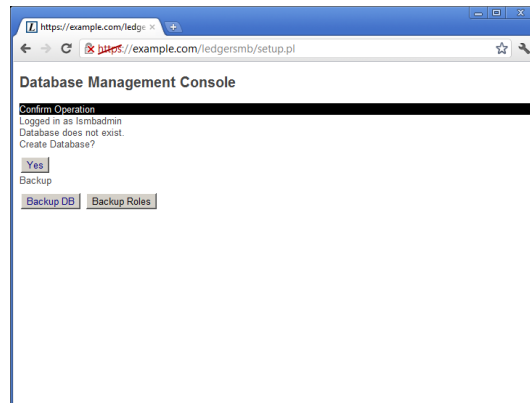 https://example.com/ledge
https://example.com/ledgersmb/setup.pl
Database Management Console
Confirm Operation
Logged in as lsmbadmin
Database does not exist.
Create Database?
Yes
Backup
Backup DB Backup Roles